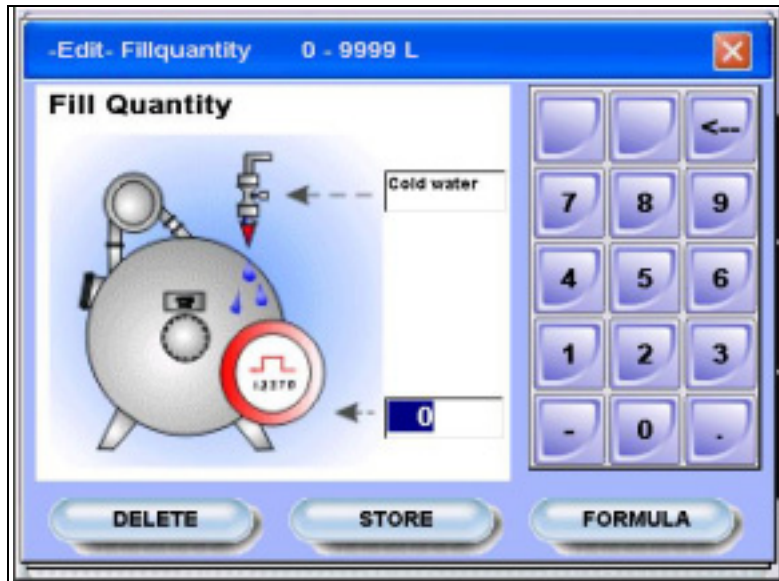 -Edit- Fillquantity 0 - 9999 L
Fill Quantity
Cold water
<--
7 8 9
4 5 6
1 2 3
- 0 .
0
DELETE STORE FORMULA